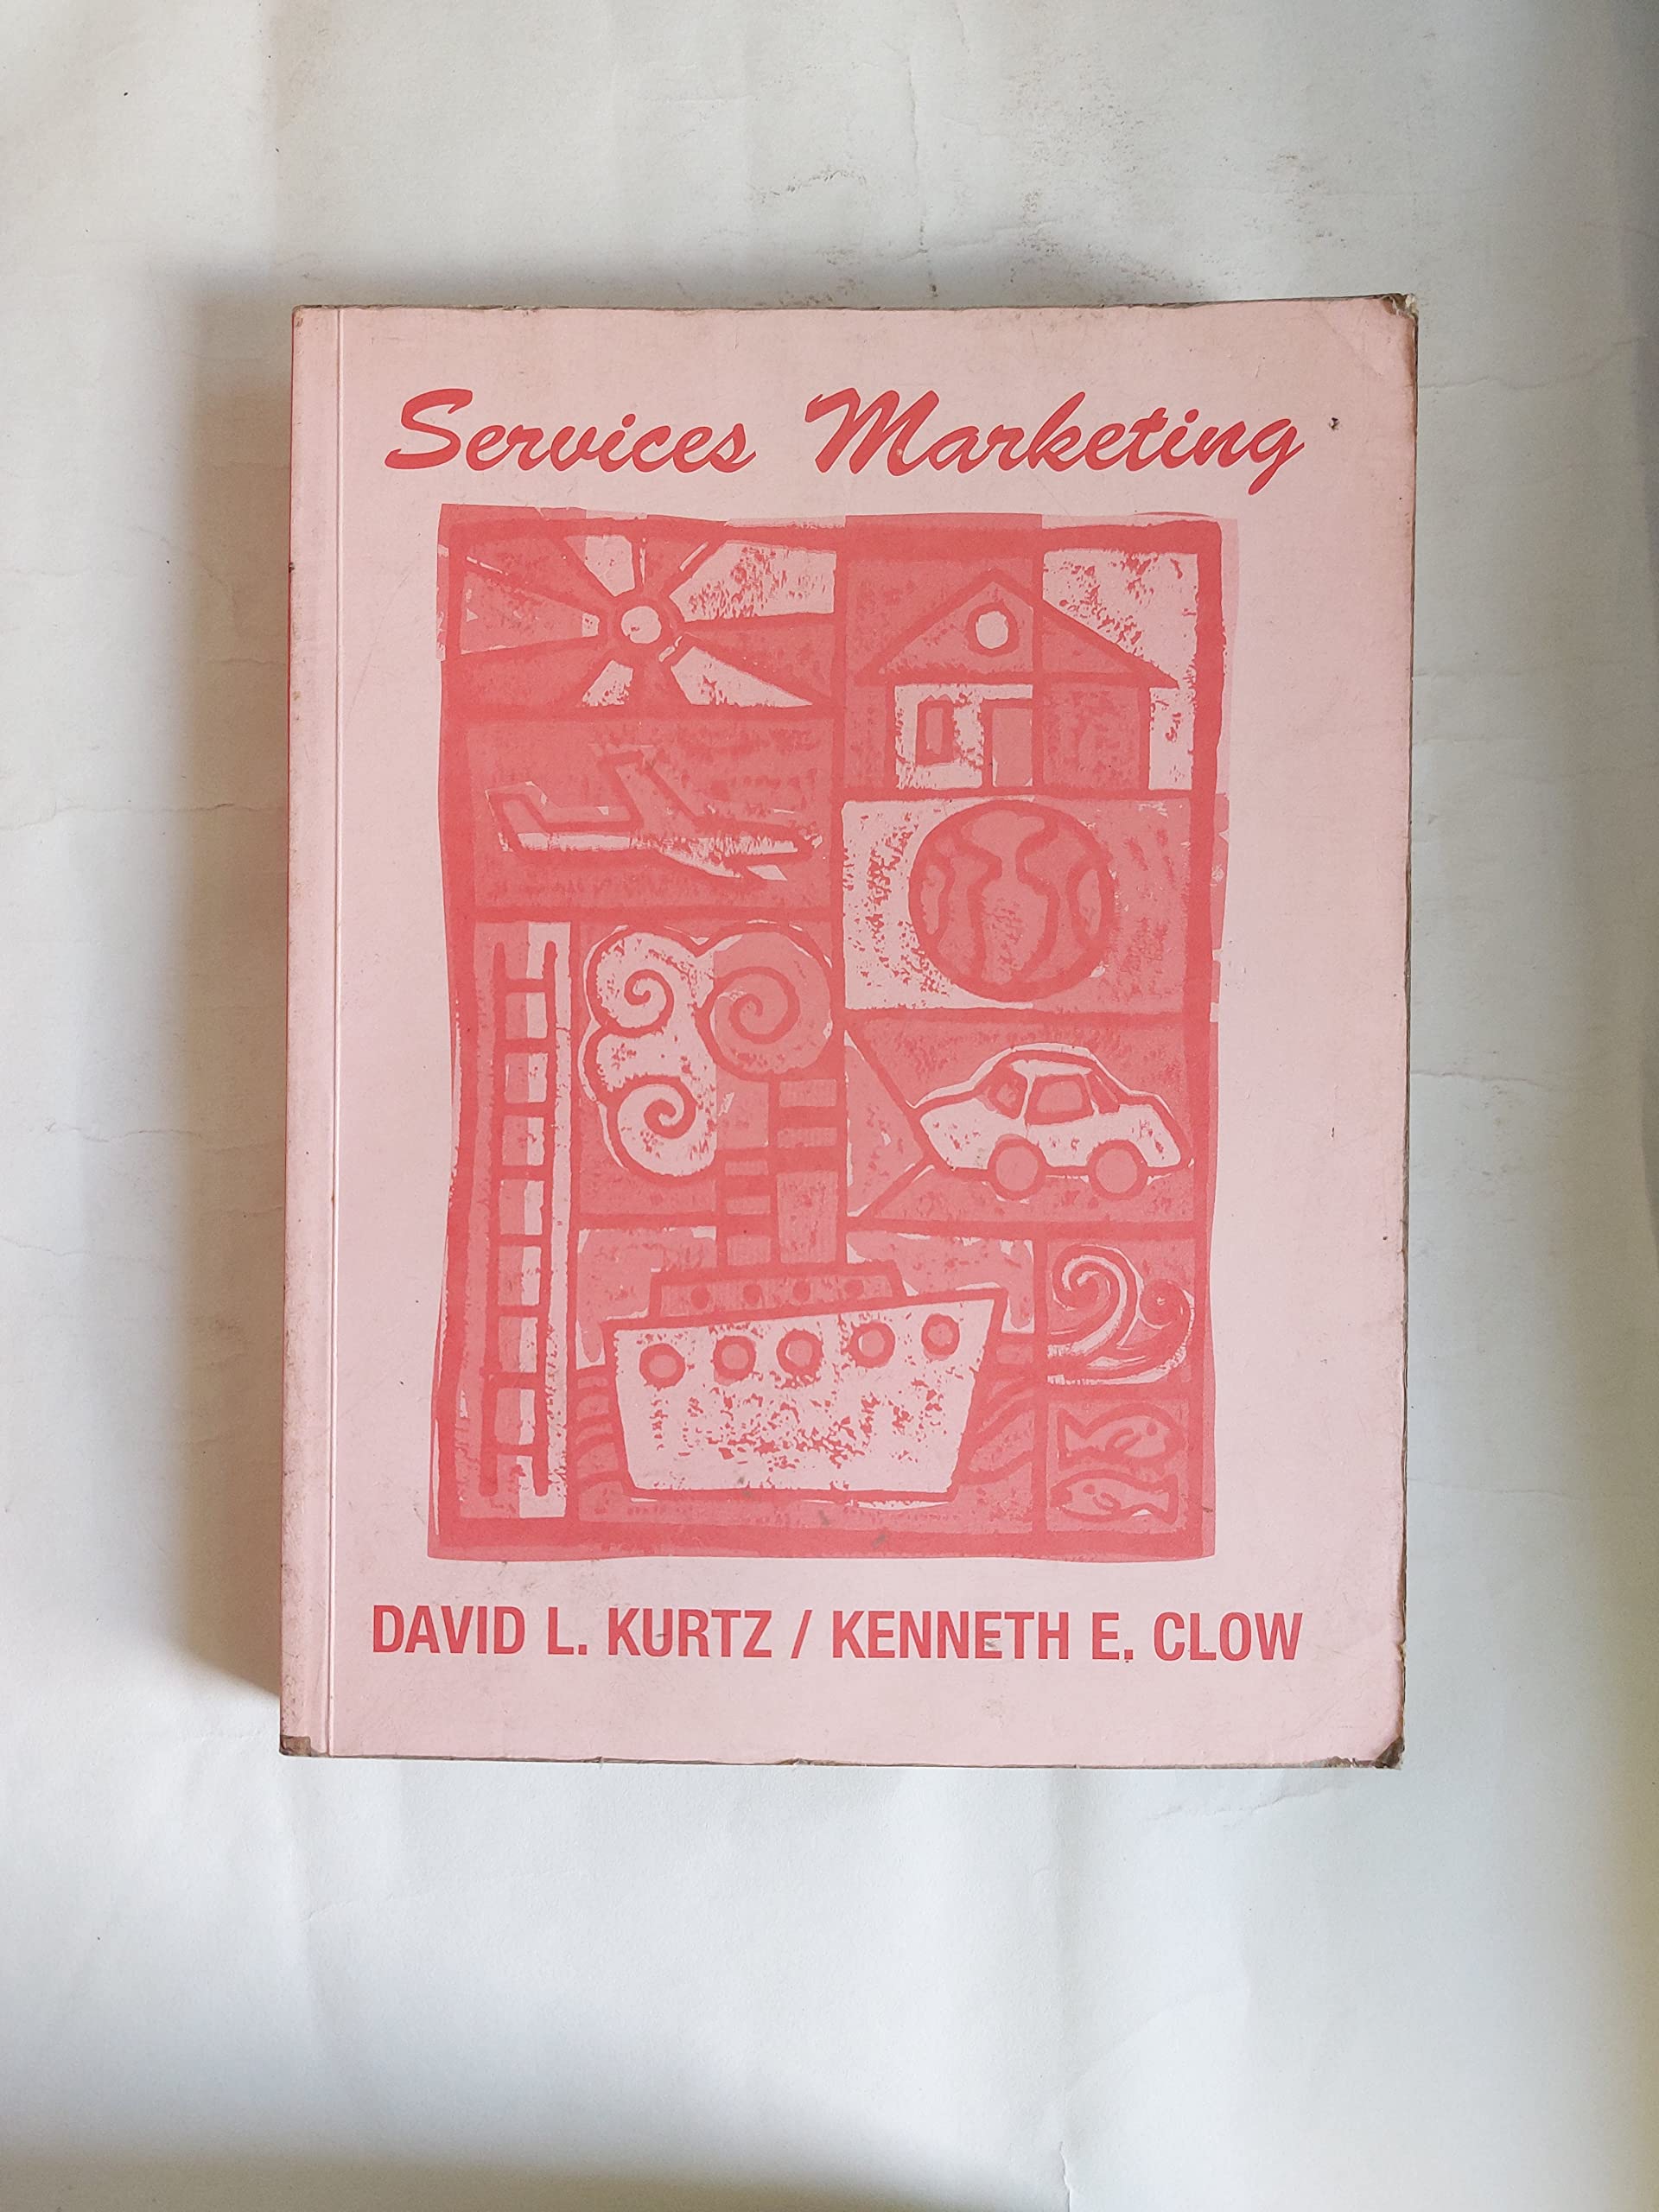 Services Marketing
DAVID L. KURTZ / KENNETH E. CLOW